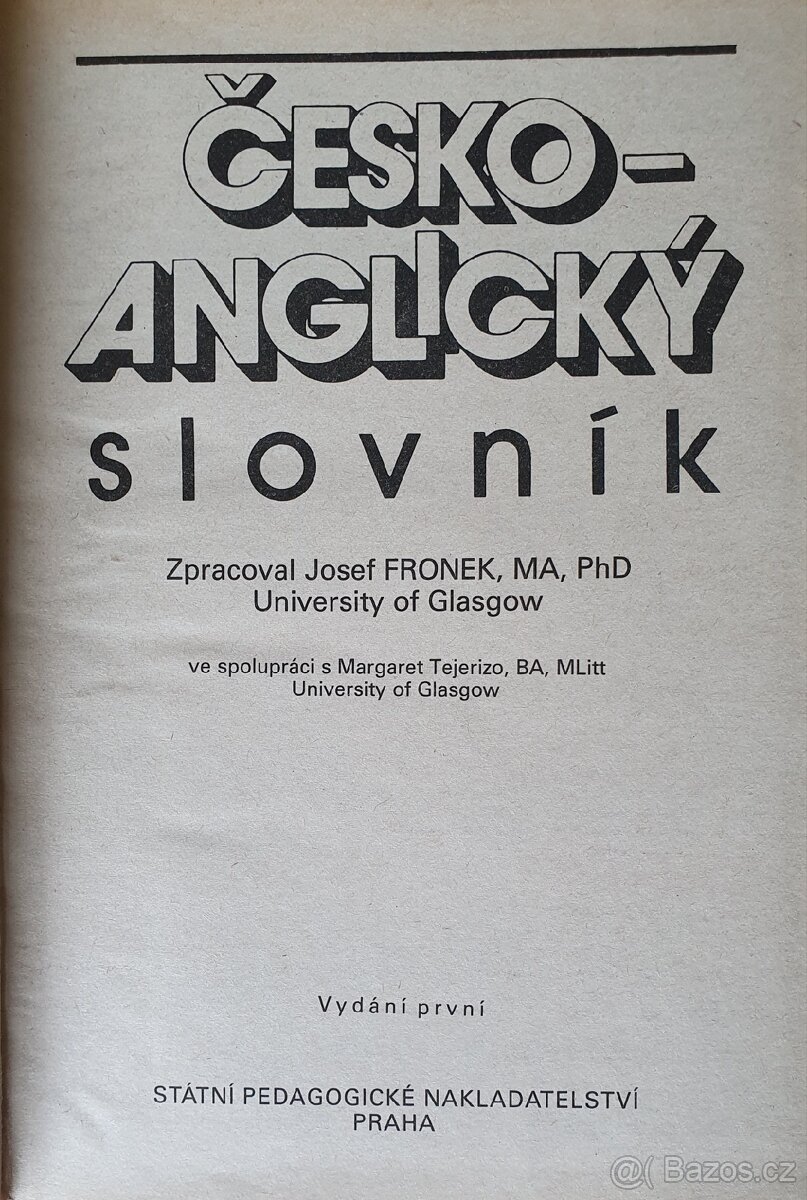 ČESKO-
ANGLICKÝ
slovník
Zpracoval Josef FRONEK, MA, PhD
University of Glasgow
ve spolupráci s Margaret Tejerizo, BA, MLitt
University of Glasgow
Vydání první
STÁTNÍ PEDAGOGICKÉ NAKLADATELSTVÍ
PRAHA
@( Bazos.cz